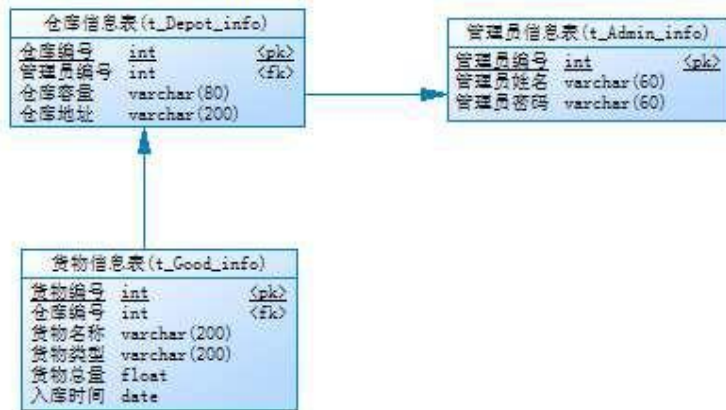 仓库信息表(t_Depot_info)
仓库编号 int <pk>
管理员编号 int <fk>
仓库容量 varchar(80)
仓库地址 varchar(200)
管理员信息表(t_Admin_info)
管理员编号 int <pk>
管理员姓名 varchar(60)
管理员密码 varchar(60)
货物信息表(t_Good_info)
货物编号 int <pk>
仓库编号 int <fk>
货物名称 varchar(200)
货物类型 varchar(200)
货物总量 float
入库时间 date